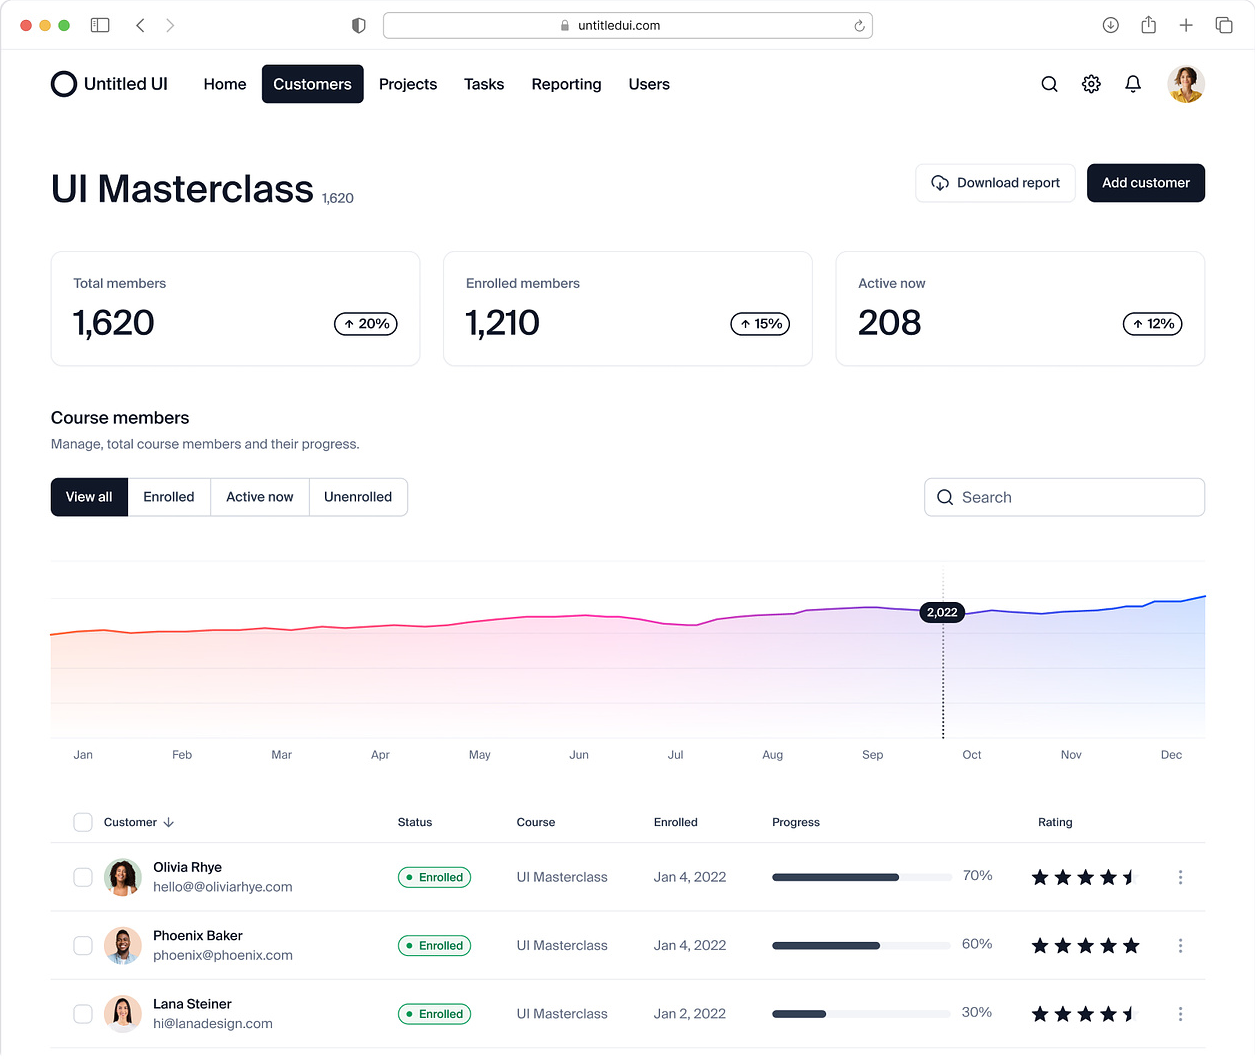 untitledui.com
Untitled UI Home Customers Projects Tasks Reporting Users
UI Masterclass 1,620
Download report Add customer
Total members
1,620
20%
Enrolled members
1,210
15%
Active now
208
12%
Course members
Manage, total course members and their progress.
View all Enrolled Active now Unenrolled
Search
2,022
Jan Feb Mar Apr May Jun Jul Aug Sep Oct Nov Dec
Customer Status Course Enrolled Progress Rating
Olivia Rhye
hello@@oliviarhye.com
Enrolled UI Masterclass Jan 4, 2022 70%
Phoenix Baker
phoenix@phoenix.com
Enrolled UI Masterclass Jan 4, 2022 60%
Lana Steiner
hi@lanadesign.com
Enrolled UI Masterclass Jan 2, 2022 30%